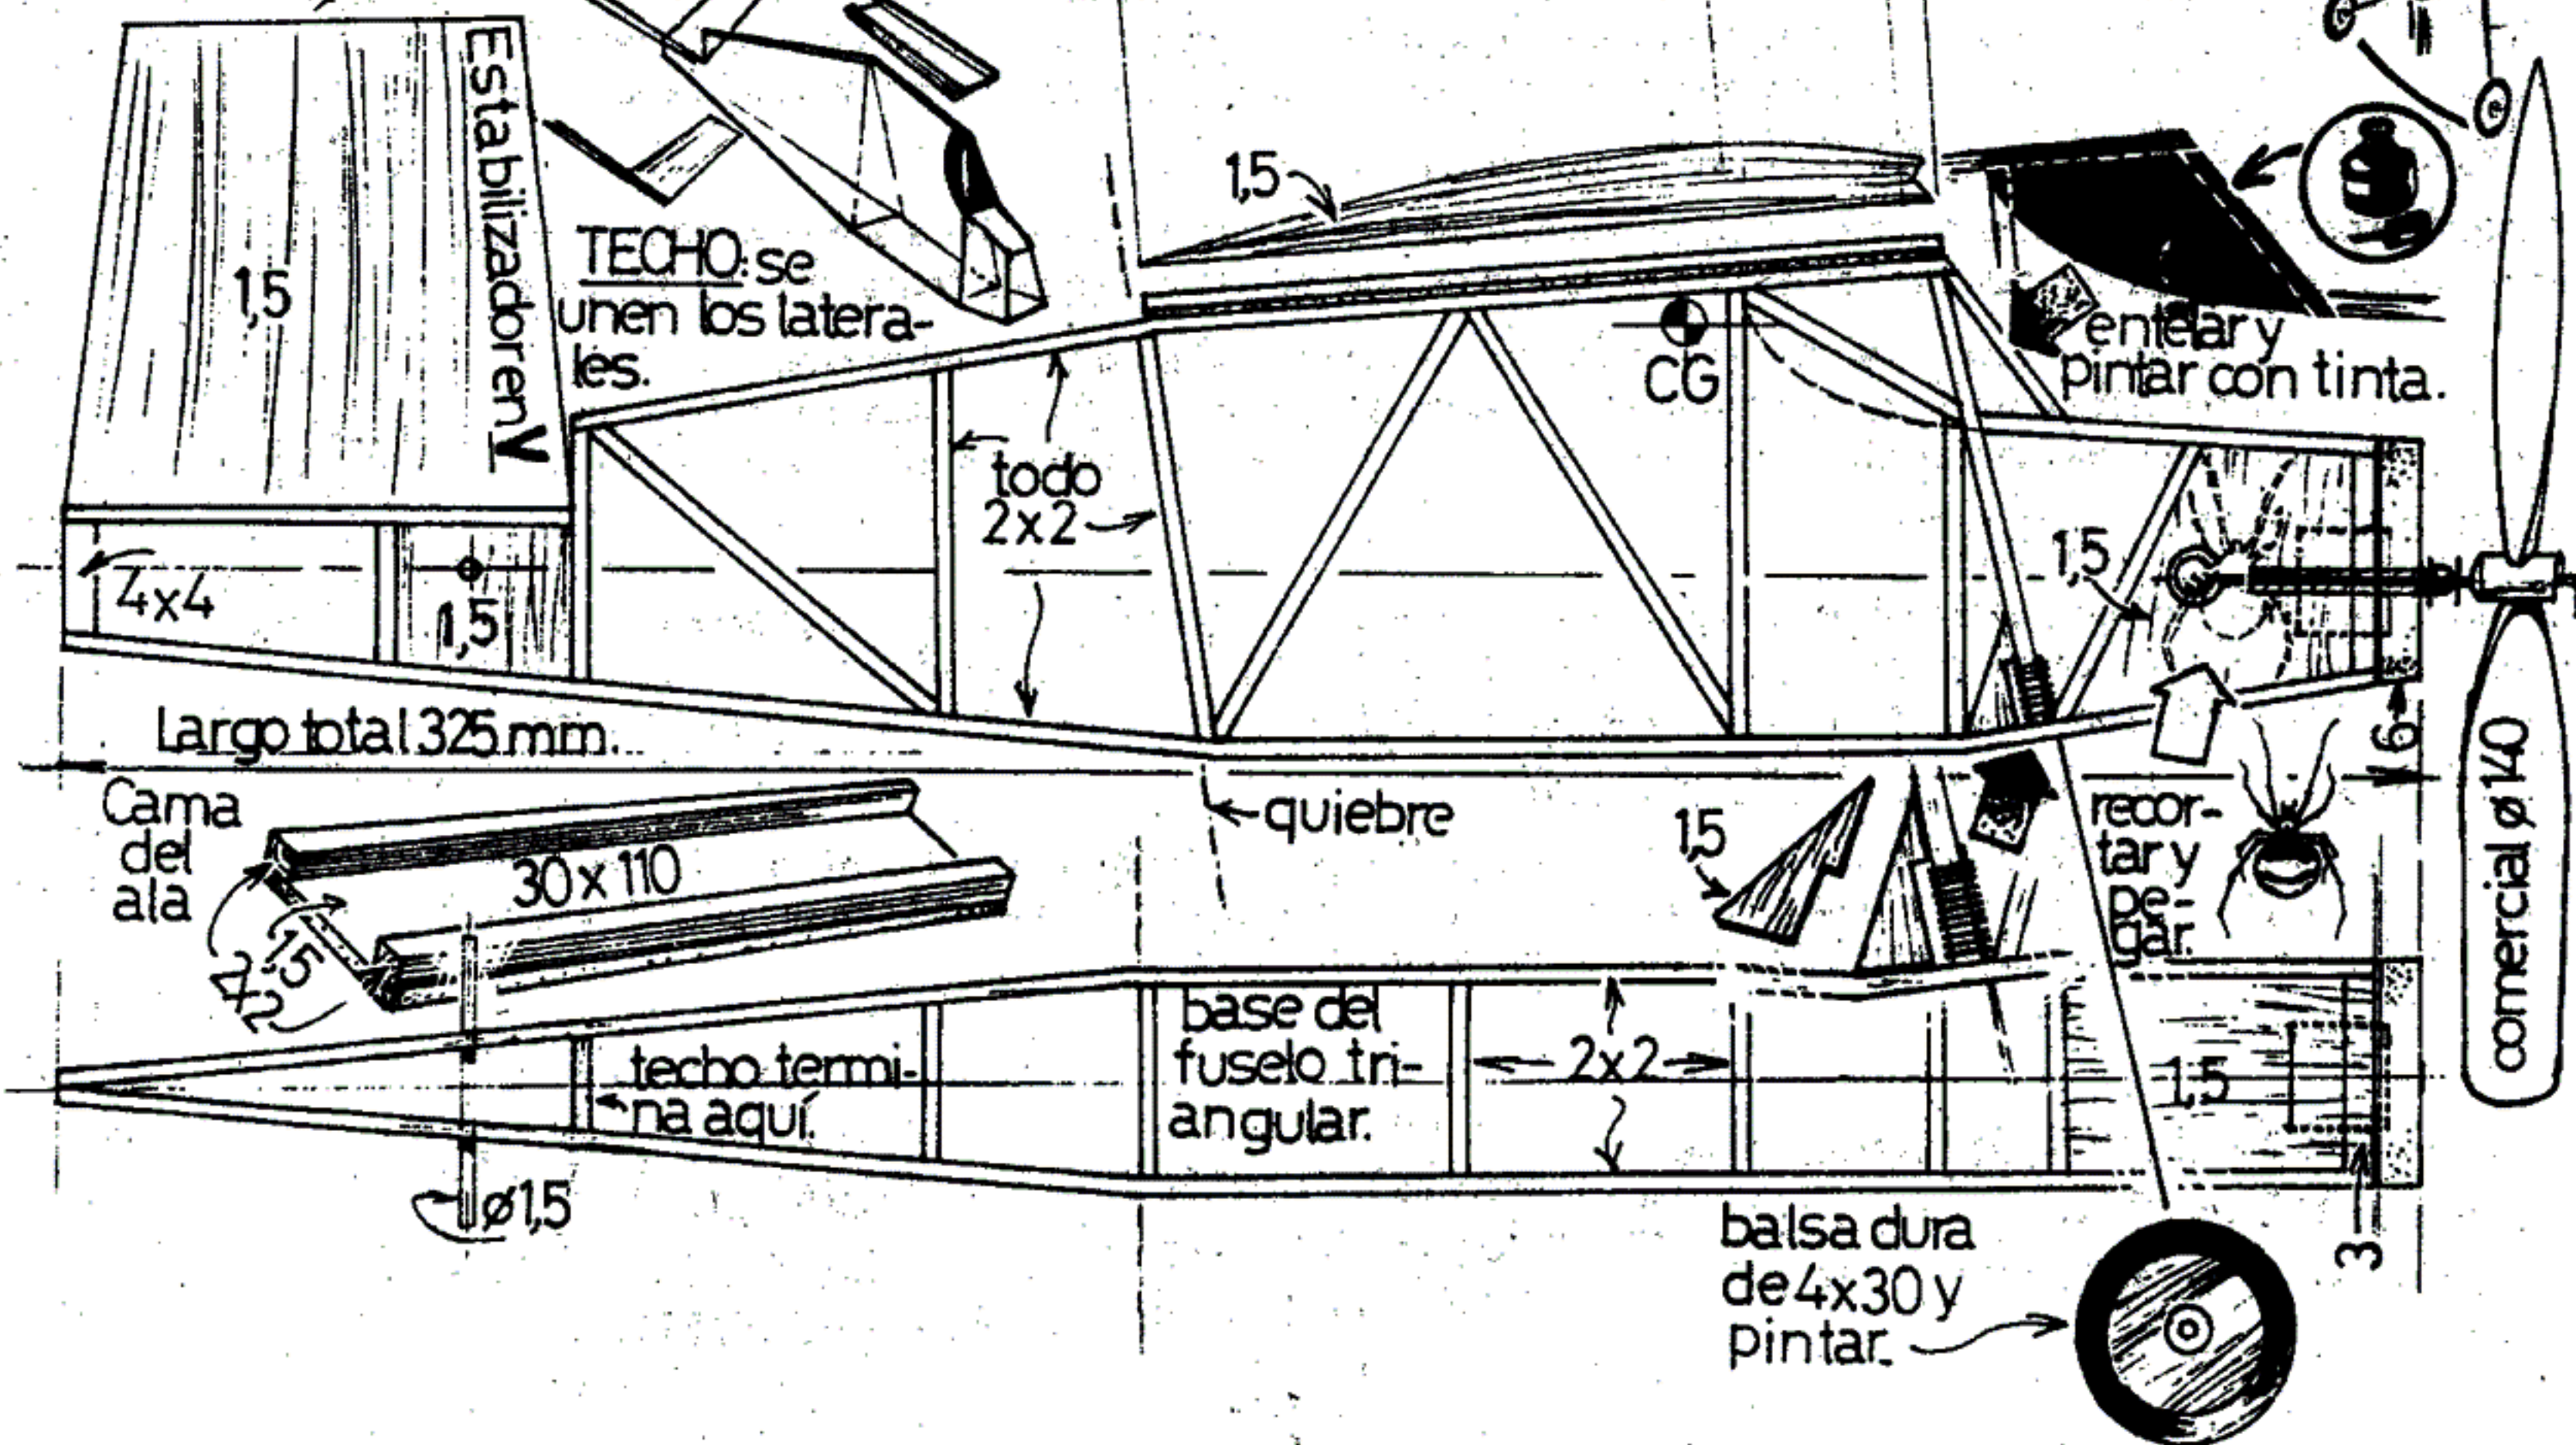 Estabilizador en V
1,5
TECHO: se
unen los latera-
les.
1,5
entelar y
pintar con tinta.
CG
todo
2x2
4x4
1,5
1,5
Largo total 325 mm.
16
Cama
del
ala
30x110
1,5
2x2
quiebre
1,5
recor-
tar y
pe-
gar.
comercial ø 140
techo termi-
na aquí.
base del
fuselo tri-
angular.
2x2
1,5
ø1,5
3
balsa dura
de 4x30 y
pintar.